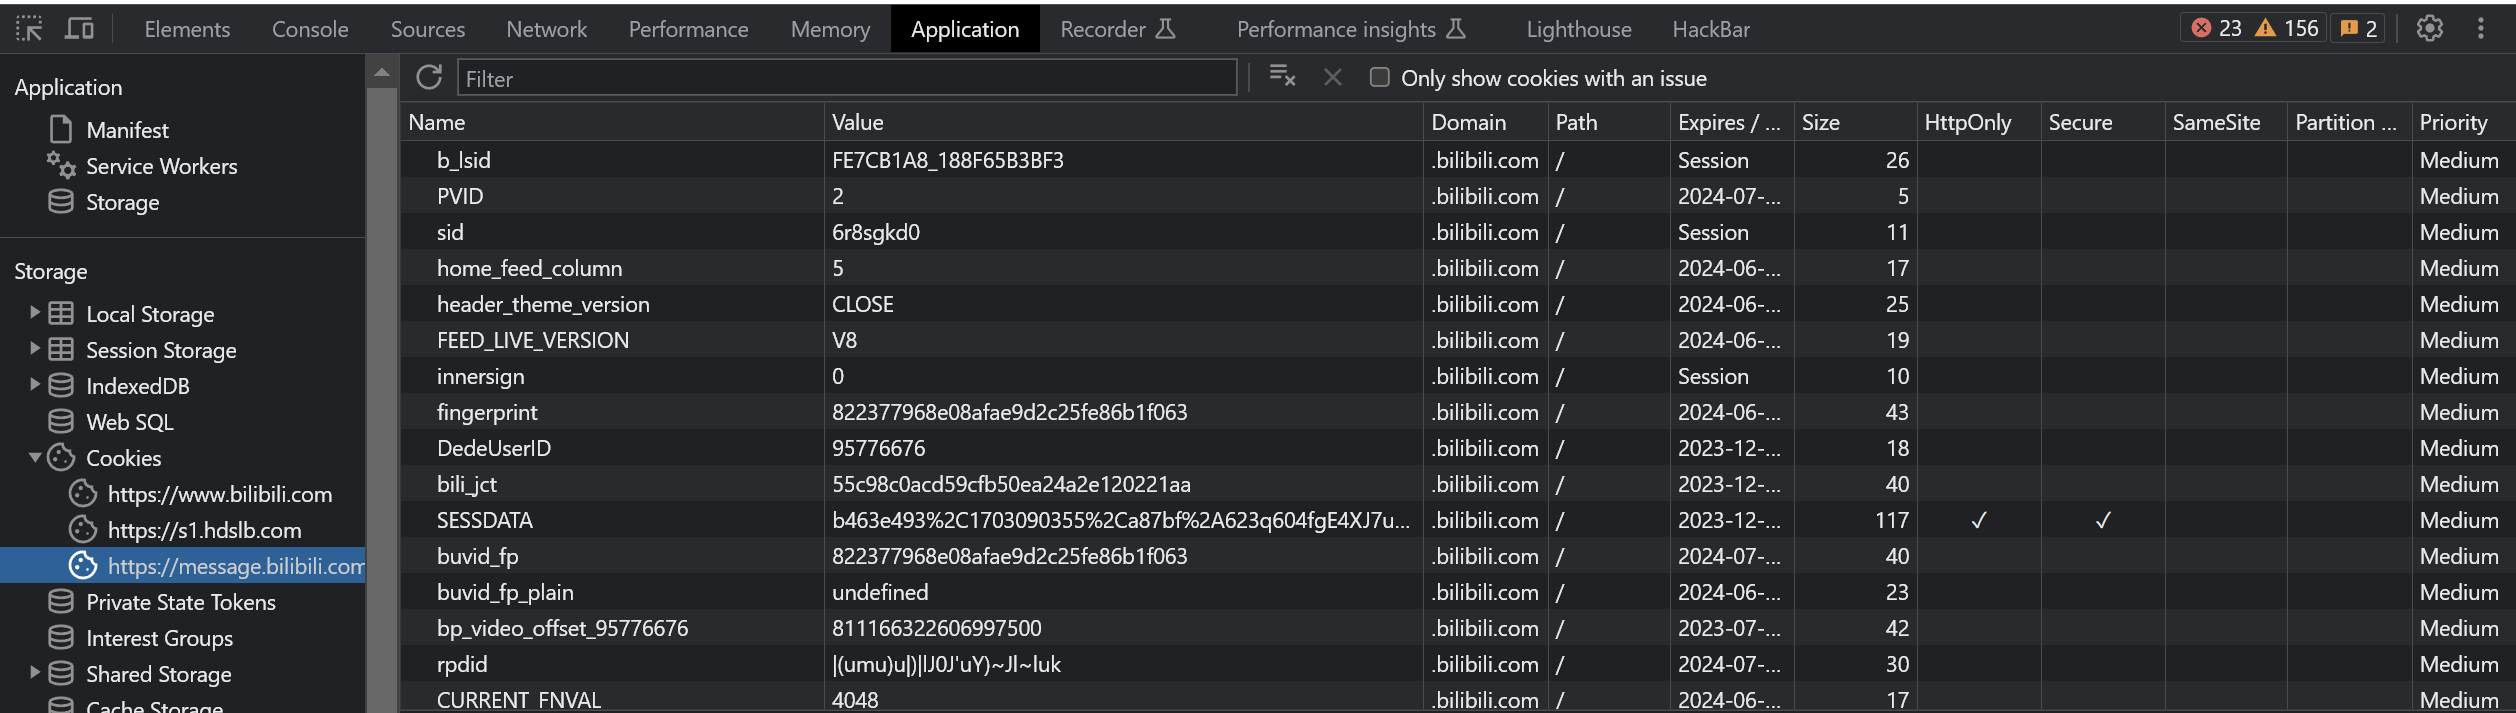 Elements Console Sources Network Performance Memory Application Recorder Performance insights Lighthouse HackBar 23 156 2
Application
Manifest
Service Workers
Storage
Storage
Local Storage
Session Storage
IndexedDB
Web SQL
Cookies
https://www.bilibili.com
https://s1.hdslb.com
https://message.bilibili.com
Private State Tokens
Interest Groups
Shared Storage
Cache Storage
Filter Only show cookies with an issue
Name Value Domain Path Expires / ... Size HttpOnly Secure SameSite Partition ... Priority
b_lsid FE7CB1A8_188F65B3BF3 .bilibili.com / Session 26 Medium
PVID 2 .bilibili.com / 2024-07-... 5 Medium
sid 6r8sgkd0 .bilibili.com / Session 11 Medium
home_feed_column 5 .bilibili.com / 2024-06-... 17 Medium
header_theme_version CLOSE .bilibili.com / 2024-06-... 25 Medium
FEED_LIVE_VERSION V8 .bilibili.com / 2024-06-... 19 Medium
innersign 0 .bilibili.com / Session 10 Medium
fingerprint 822377968e08afae9d2c25fe86b1f063 .bilibili.com / 2024-06-... 43 Medium
DedeUserID 95776676 .bilibili.com / 2023-12-... 18 Medium
bili_jct 55c98c0acd59cfb50ea24a2e120221aa .bilibili.com / 2023-12-... 40 Medium
SESSDATA b463e493%2C1703090355%2Ca87bf%2A623q604fgE4XJ7u... .bilibili.com / 2023-12-... 117 ✓ ✓ Medium
buvid_fp 822377968e08afae9d2c25fe86b1f063 .bilibili.com / 2024-07-... 40 Medium
buvid_fp_plain undefined .bilibili.com / 2024-06-... 23 Medium
bp_video_offset_95776676 811166322606997500 .bilibili.com / 2023-07-... 42 Medium
rpdid |(umu)u|)|lJ0J'uY)~Jl~luk .bilibili.com / 2024-07-... 30 Medium
CURRENT_FNVAL 4048 .bilibili.com / 2024-06-... 17 Medium